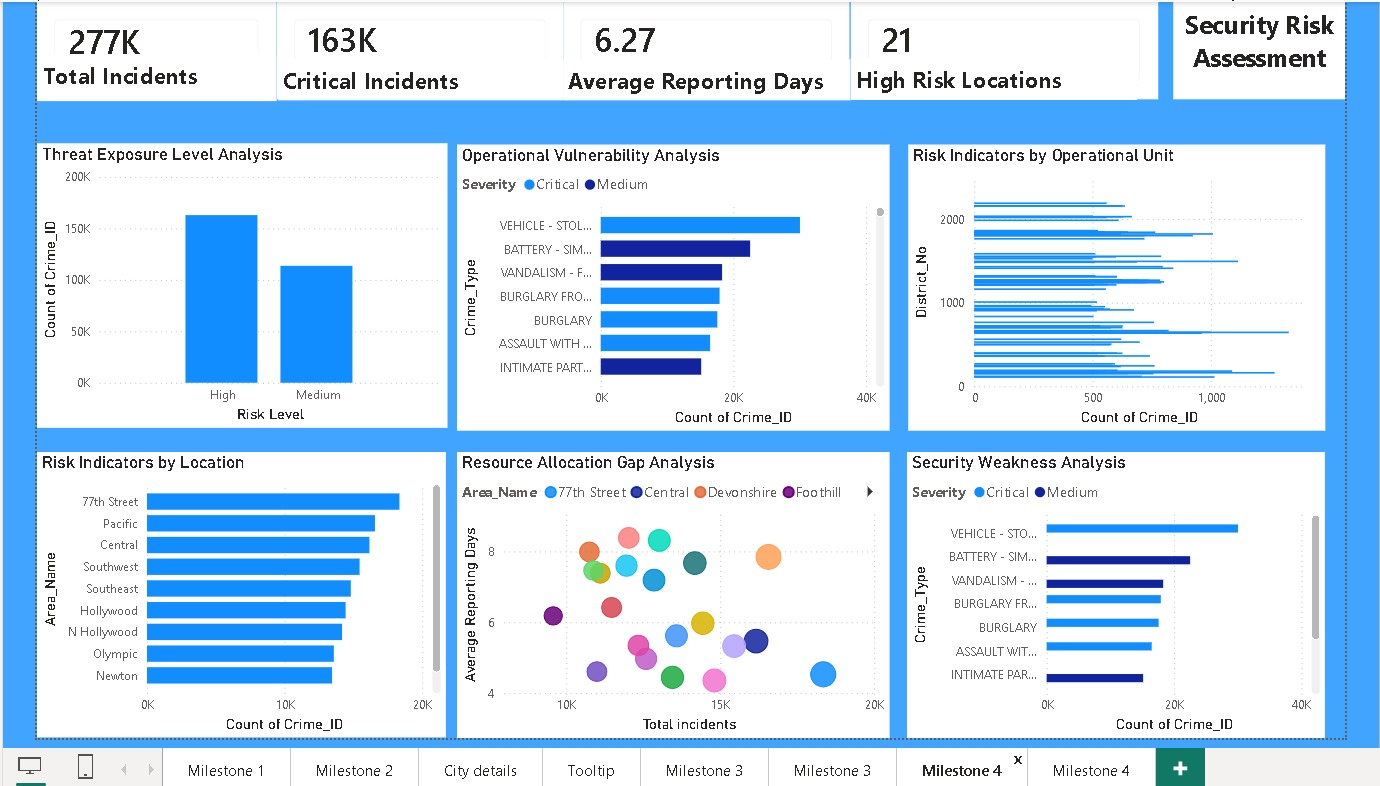 277K
Total Incidents
163K
Critical Incidents
6.27
Average Reporting Days
21
High Risk Locations
Security Risk
Assessment
Threat Exposure Level Analysis
Count of Crime_ID
200K
150K
100K
50K
0K
High Medium
Risk Level
Operational Vulnerability Analysis
Severity Critical Medium
Crime_Type
VEHICLE - STOL...
BATTERY - SIM...
VANDALISM - F...
BURGLARY FRO...
BURGLARY
ASSAULT WITH ...
INTIMATE PART...
0K 20K 40K
Count of Crime_ID
Risk Indicators by Operational Unit
District_No
2000
1000
0
0 500 1,000
Count of Crime_ID
Risk Indicators by Location
Area_Name
77th Street
Pacific
Central
Southwest
Southeast
Hollywood
N Hollywood
Olympic
Newton
0K 10K 20K
Count of Crime_ID
Resource Allocation Gap Analysis
Area_Name 77th Street Central Devonshire Foothill
Average Reporting Days
8
6
4
10K 15K 20K
Total incidents
Security Weakness Analysis
Severity Critical Medium
Crime_Type
VEHICLE - STO...
BATTERY - SIM...
VANDALISM - ...
BURGLARY FR...
BURGLARY
ASSAULT WIT...
INTIMATE PAR...
0K 20K 40K
Count of Crime_ID
Milestone 1 Milestone 2 City details Tooltip Milestone 3 Milestone 3 Milestone 4 x Milestone 4 +